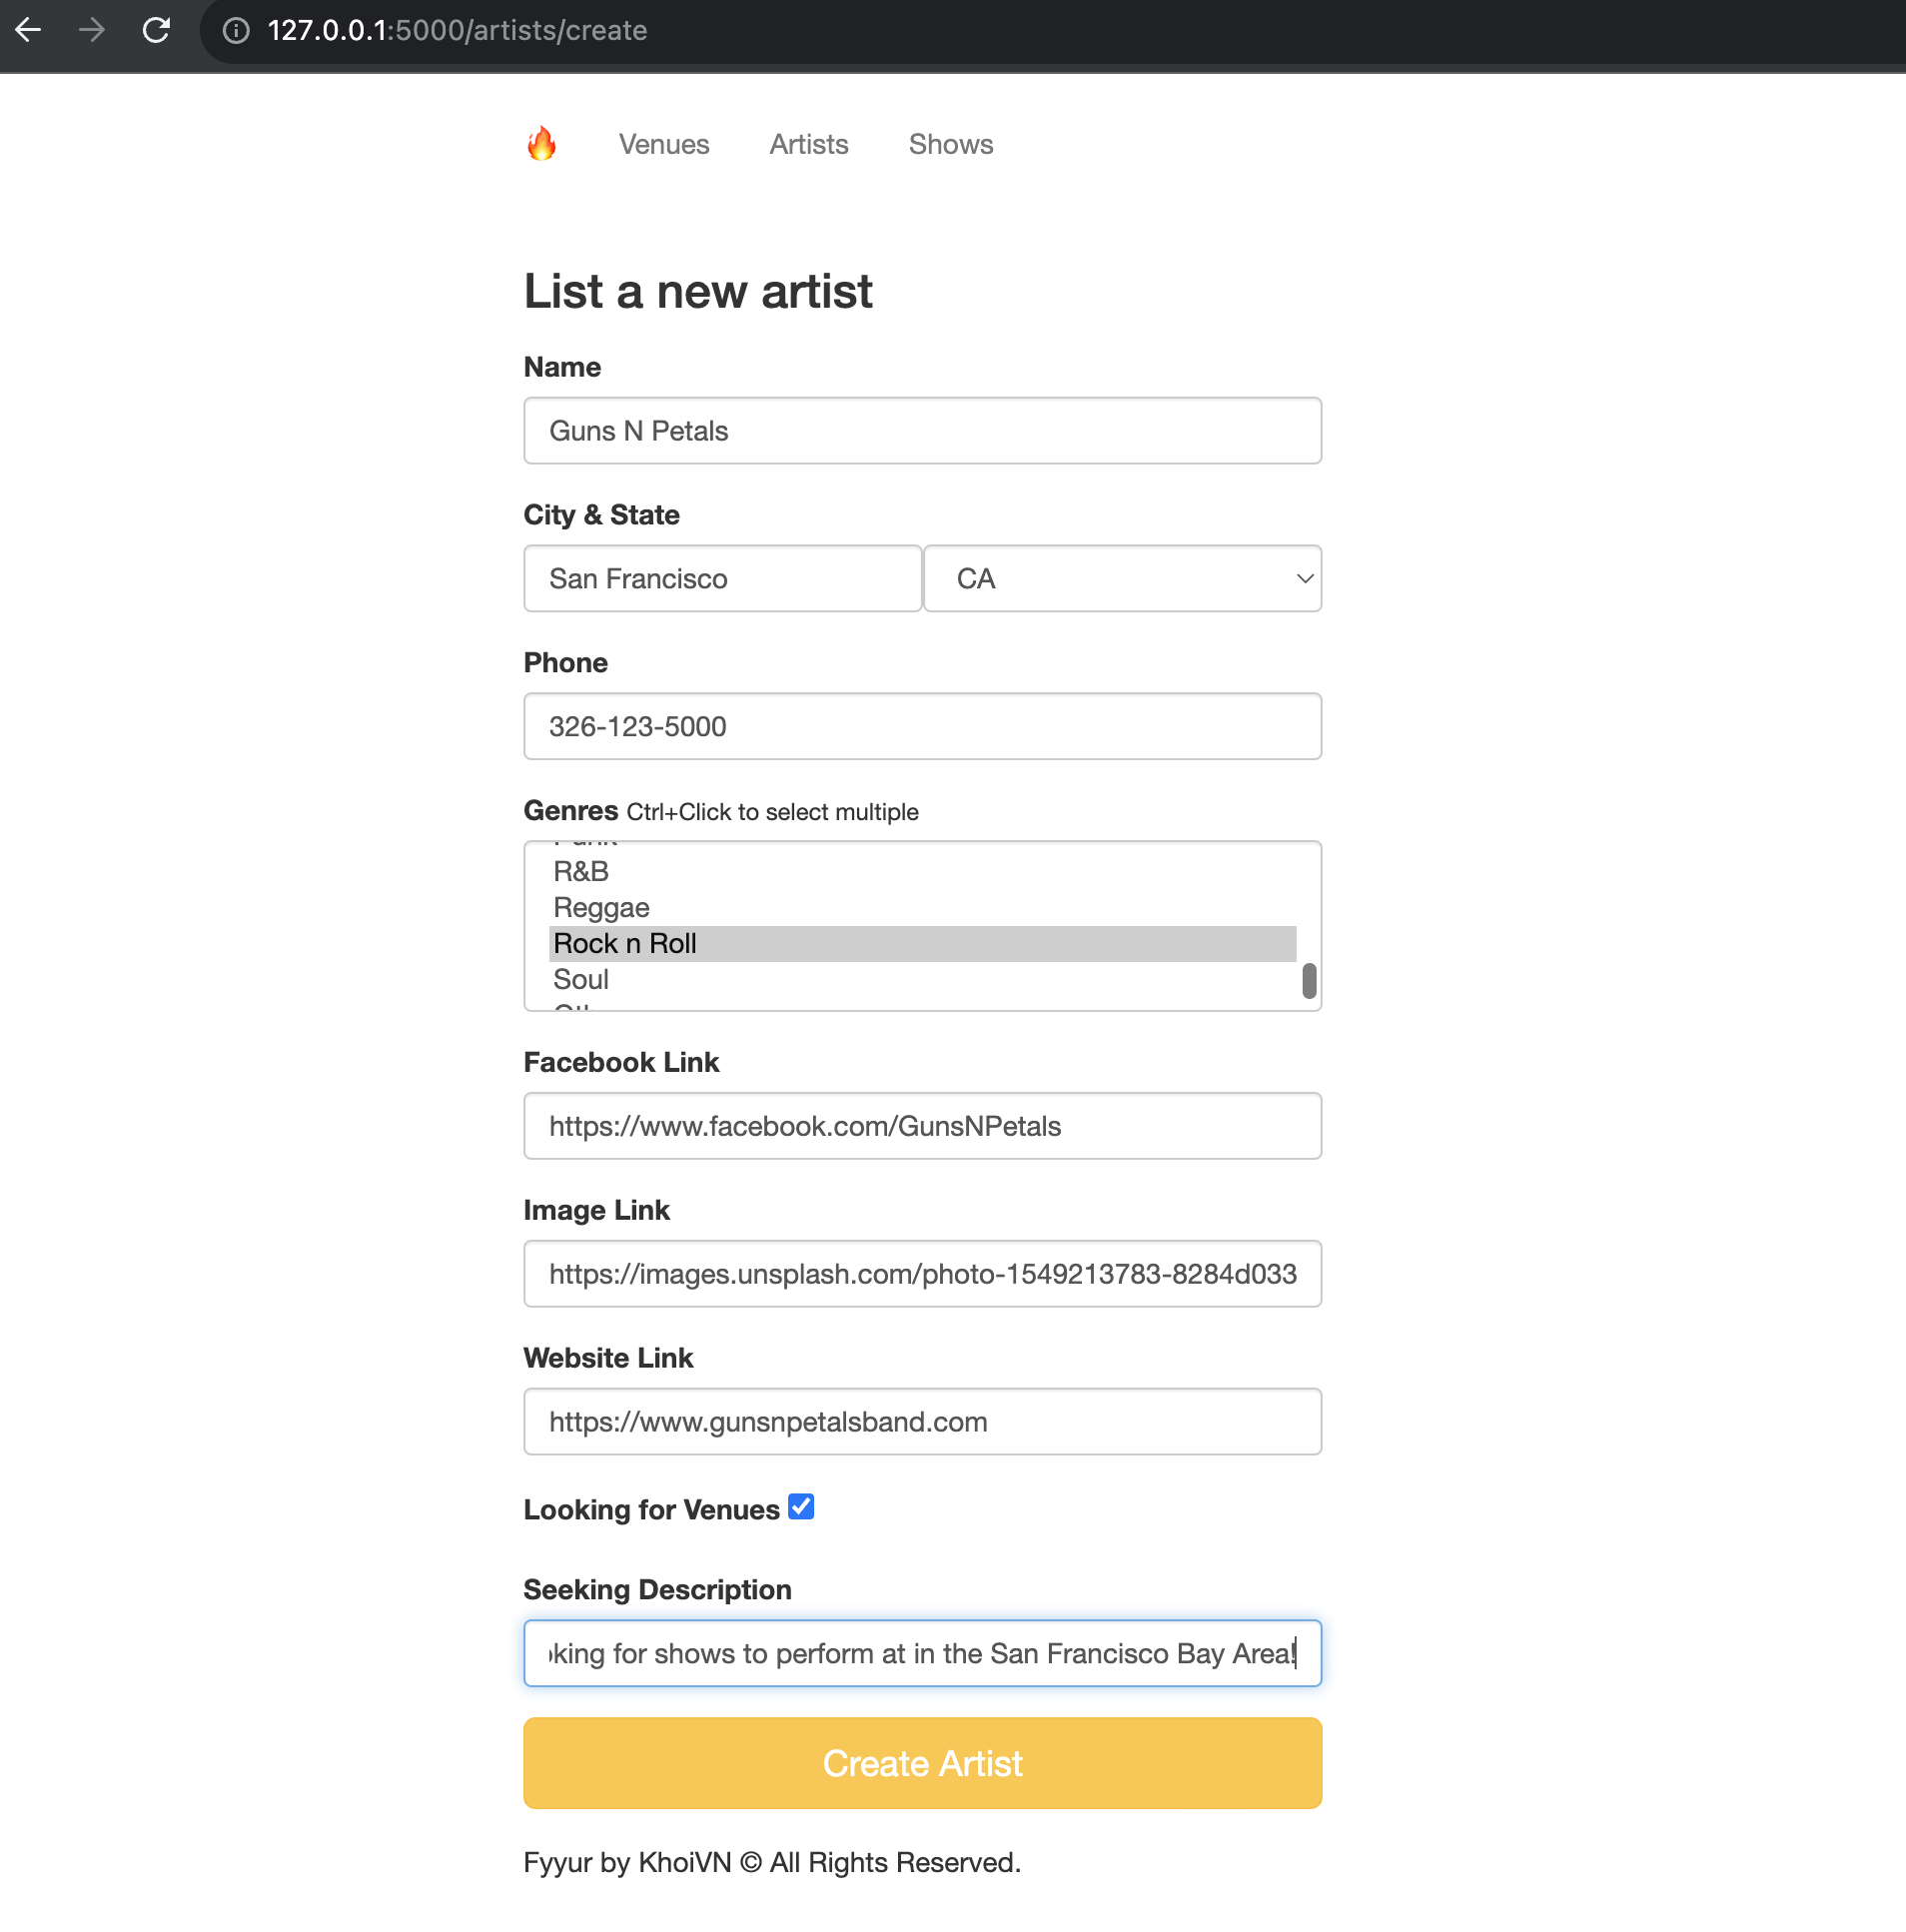 127.0.0.1:5000/artists/create
Venues Artists Shows
List a new artist
Name
Guns N Petals
City & State
San Francisco CA
Phone
326-123-5000
Genres Ctrl+Click to select multiple
R&B
Reggae
Rock n Roll
Soul
Facebook Link
https://www.facebook.com/GunsNPetals
Image Link
https://images.unsplash.com/photo-1549213783-8284d033
Website Link
https://www.gunsnpetalsband.com
Looking for Venues
Seeking Description
king for shows to perform at in the San Francisco Bay Area!
Create Artist
Fyyur by KhoiVN © All Rights Reserved.